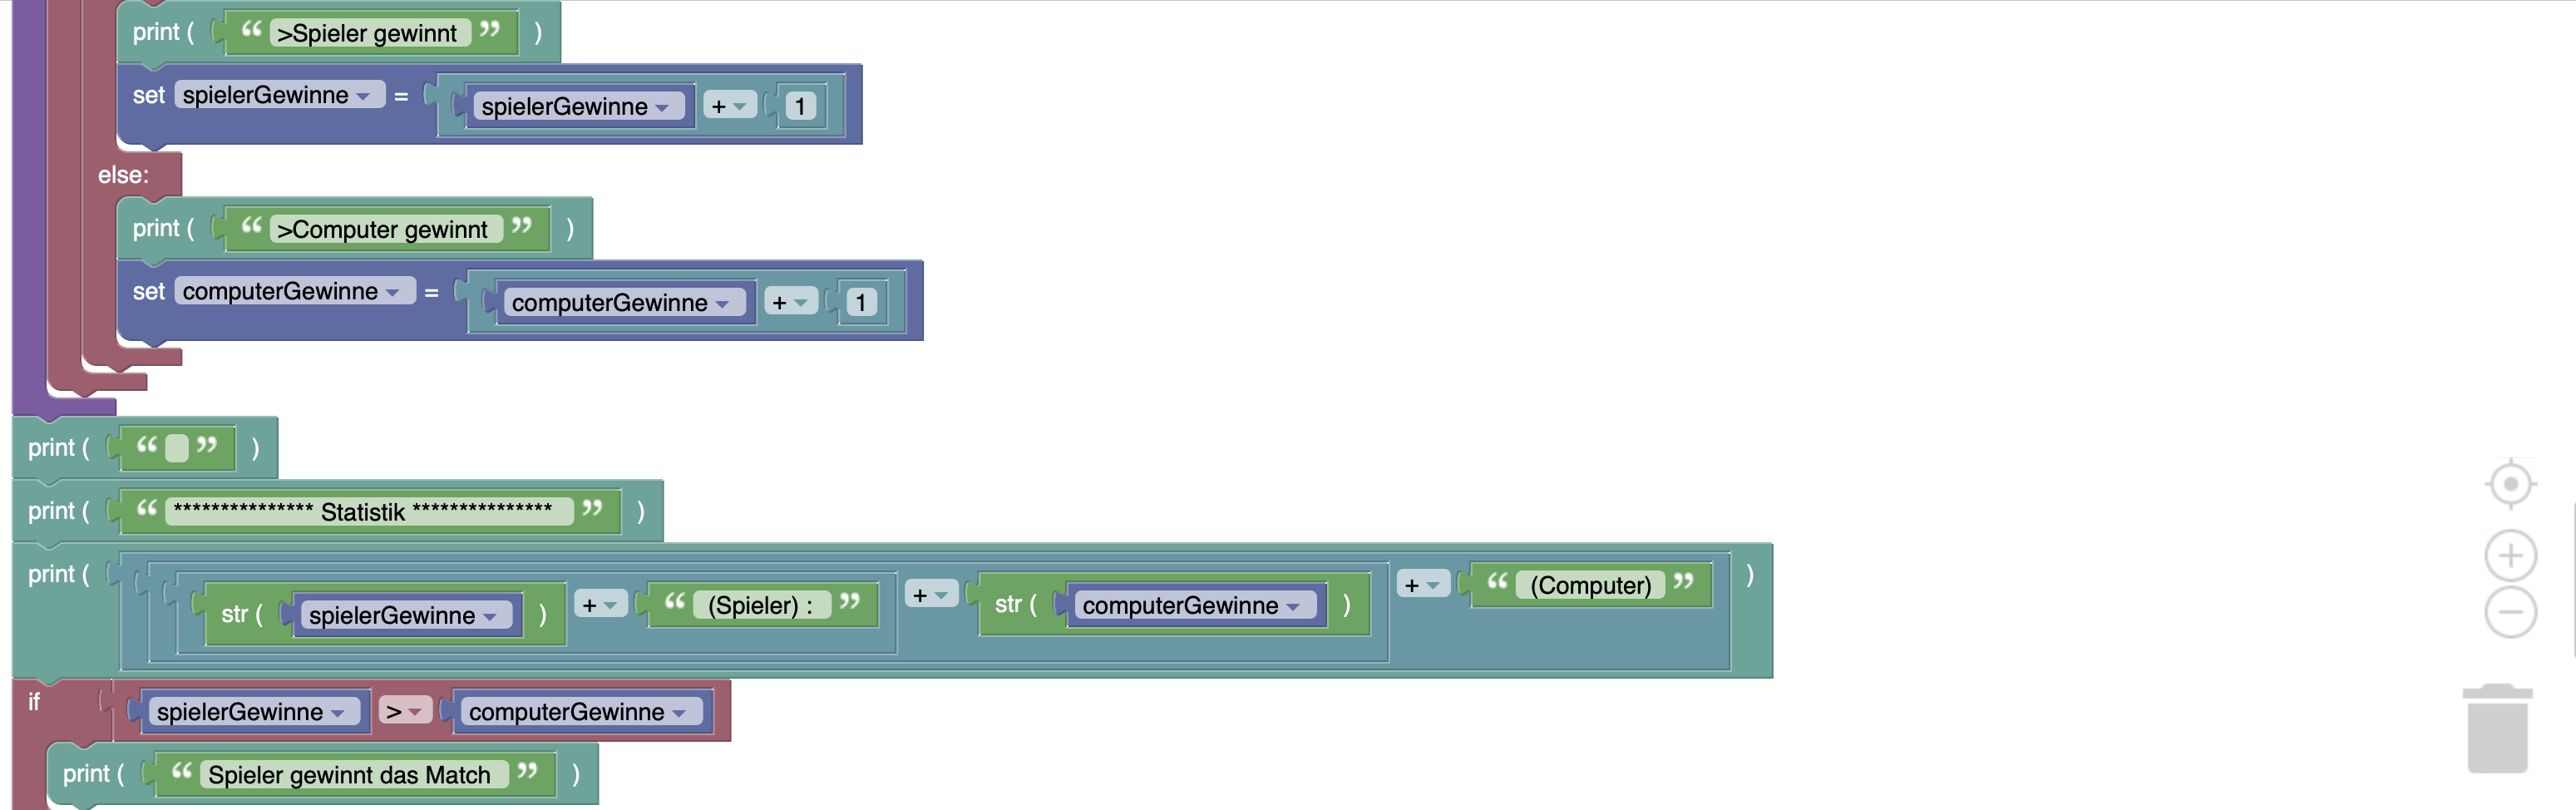 print ( “ >Spieler gewinnt ” )
set spielerGewinne = spielerGewinne + 1
else:
print ( “ >Computer gewinnt ” )
set computerGewinne = computerGewinne + 1
print ( “ ” )
print ( “ *************** Statistik *************** ” )
print ( str ( spielerGewinne ) + “ (Spieler) : ” + str ( computerGewinne ) + “ (Computer) ” )
if spielerGewinne > computerGewinne
print ( “ Spieler gewinnt das Match ” )